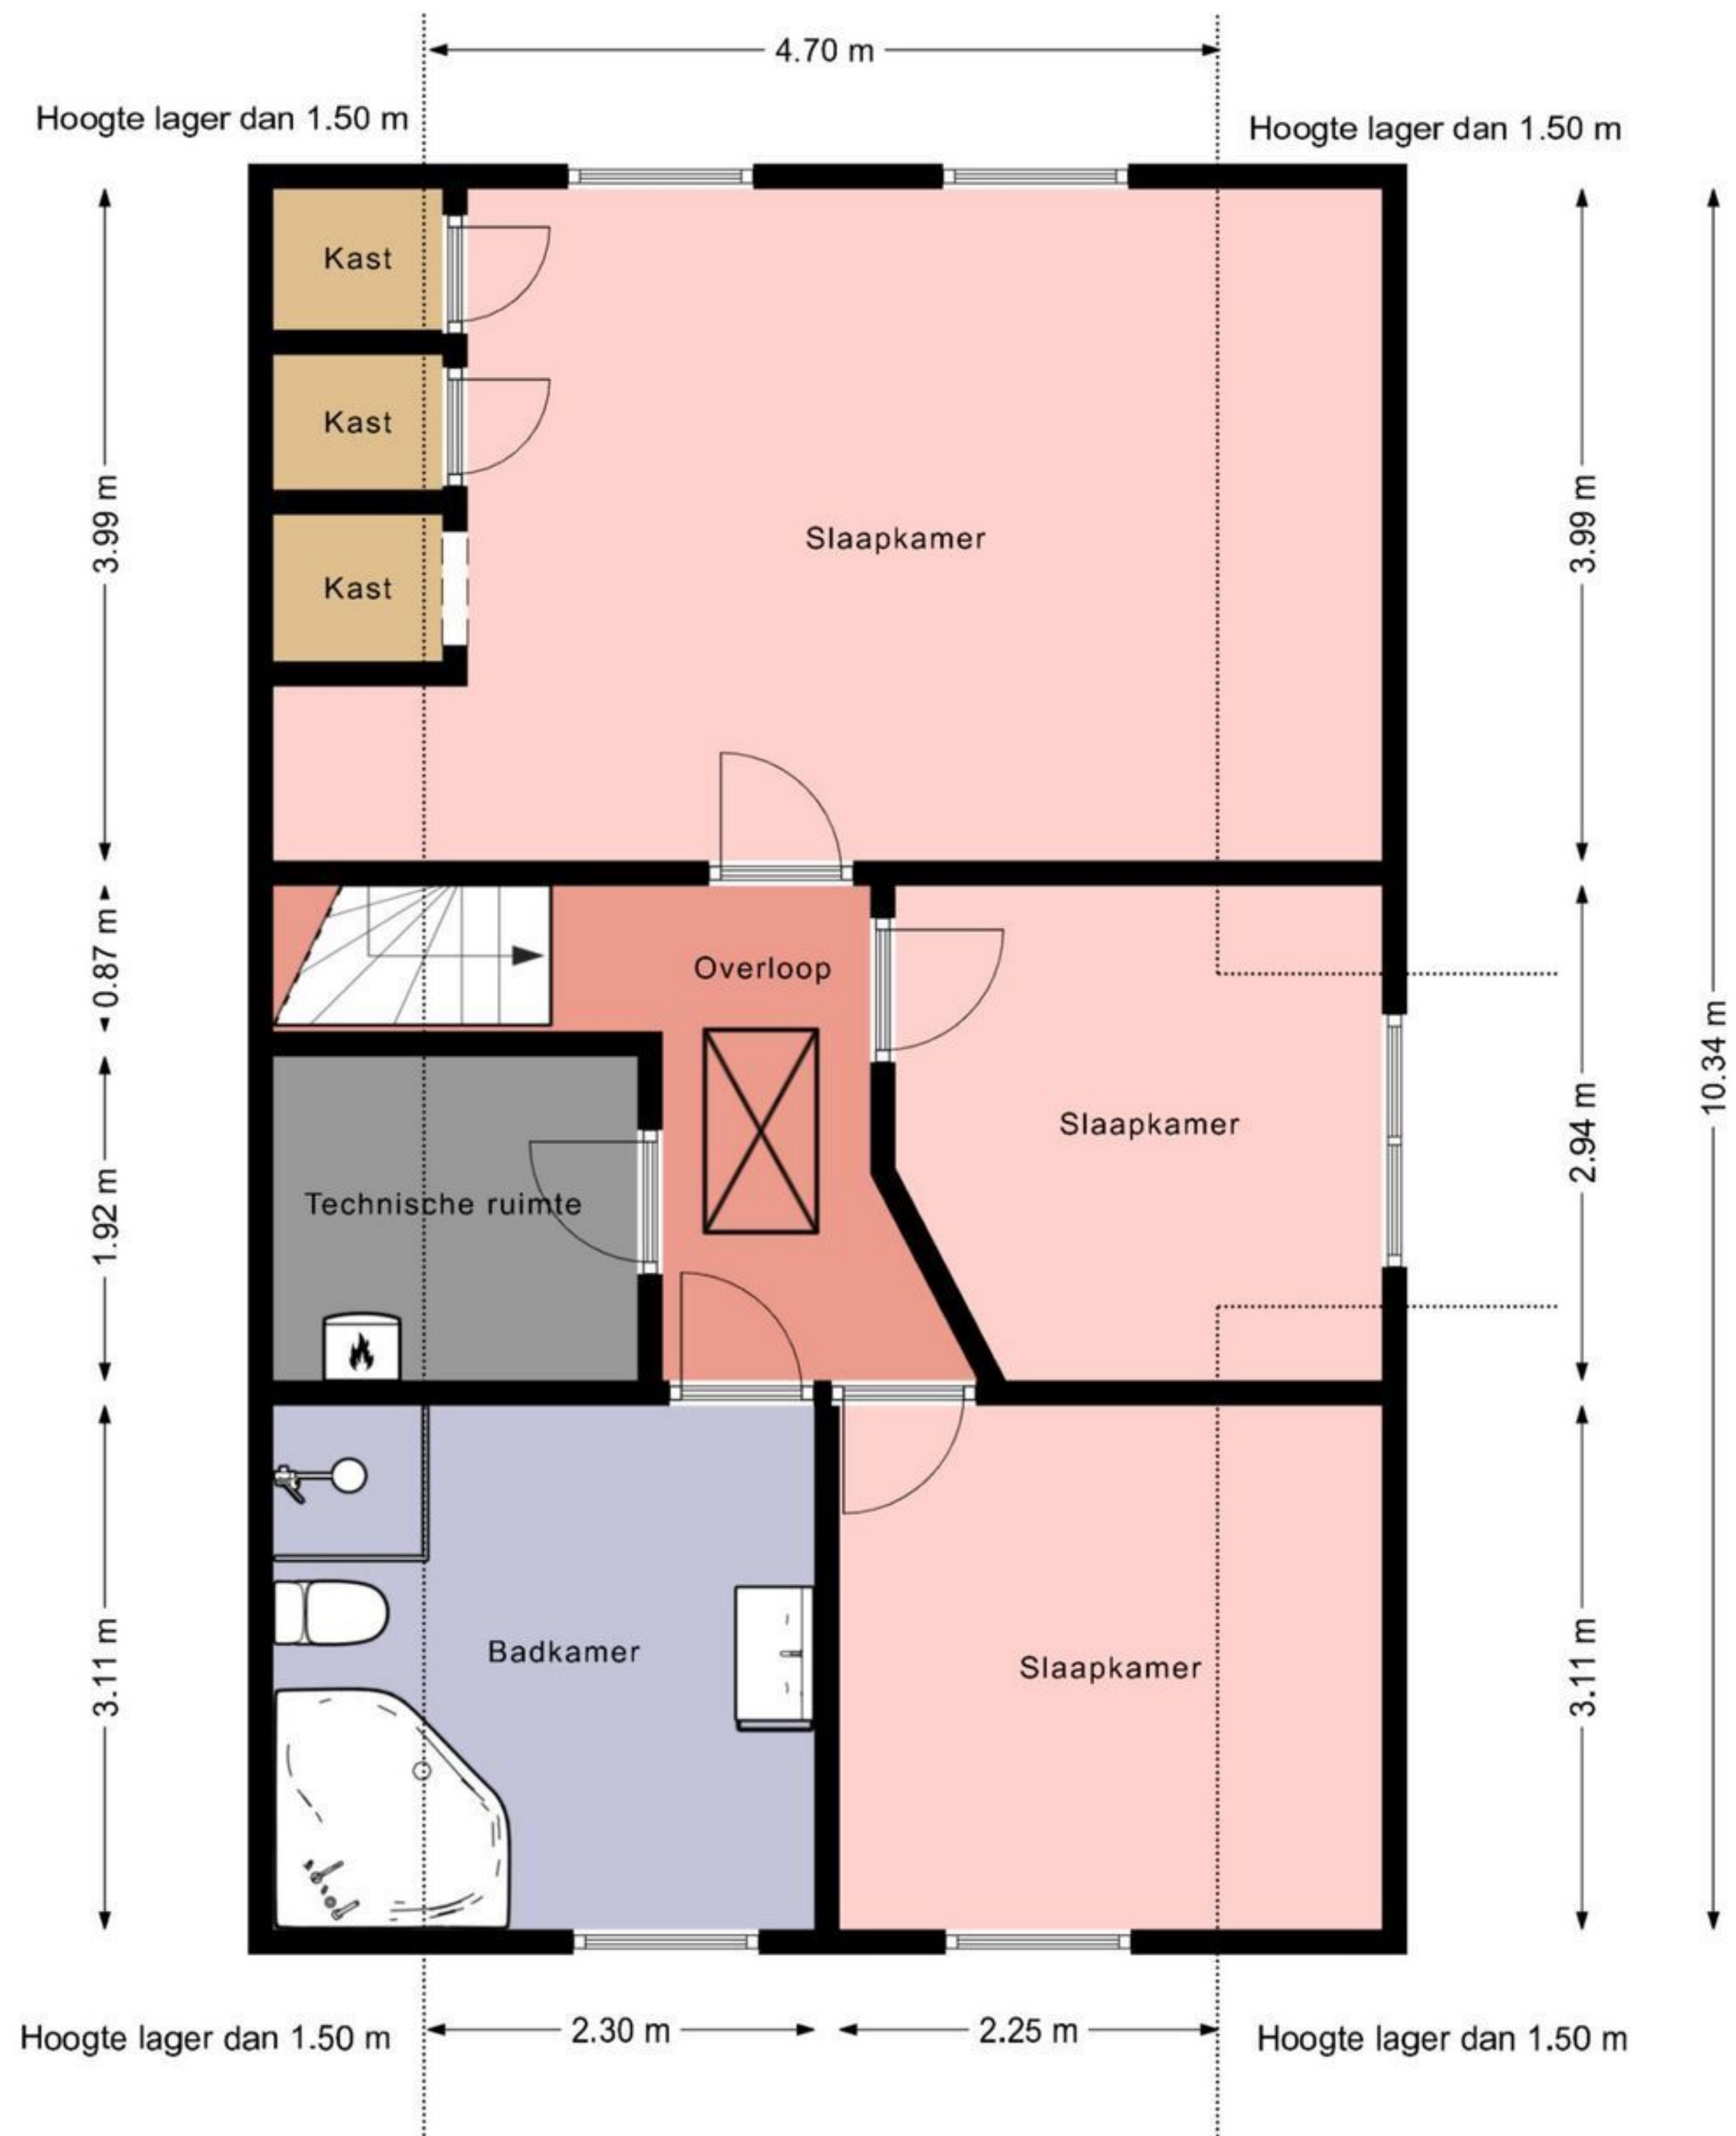 4.70 m
Hoogte lager dan 1.50 m
Hoogte lager dan 1.50 m
Kast
Kast
Kast
Slaapkamer
3.99 m
3.99 m
0.87 m
Overloop
10.34 m
Slaapkamer
2.94 m
Technische ruimte
1.92 m
Badkamer
Slaapkamer
3.11 m
3.11 m
Hoogte lager dan 1.50 m
2.30 m
2.25 m
Hoogte lager dan 1.50 m